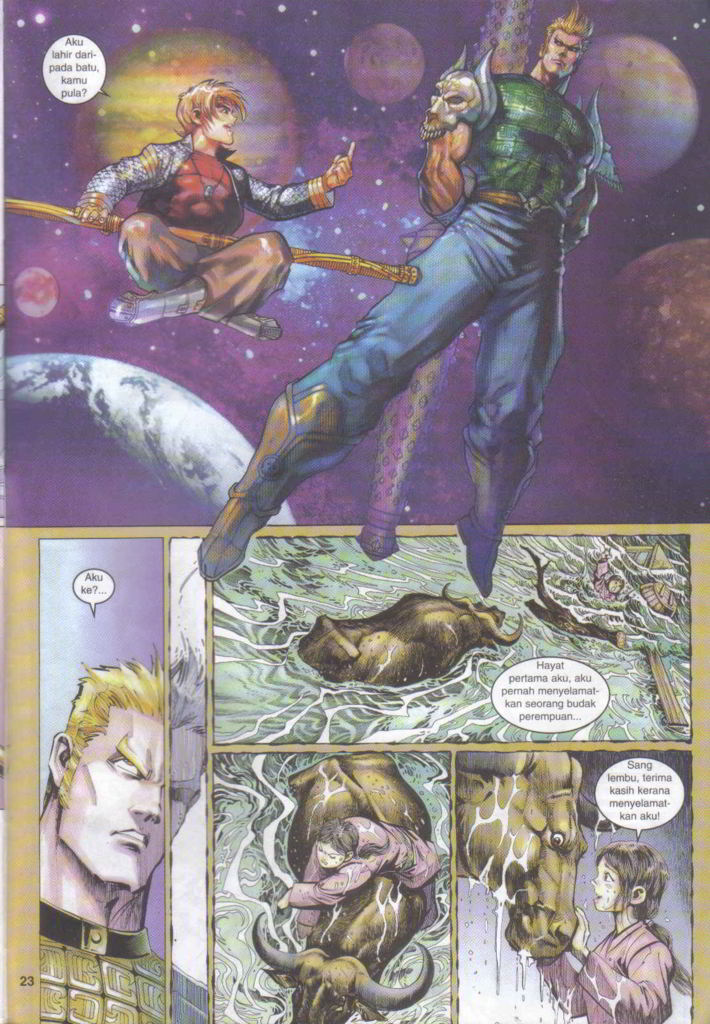 Aku
lahir dari-
pada batu,
kamu
pula?
Aku
ke?...
Hayat
pertama aku, aku
pernah menyelamat-
kan seorang budak
perempuan...
Sang
lembu, terima
kasih kerana
menyelamat-
kan aku!
23